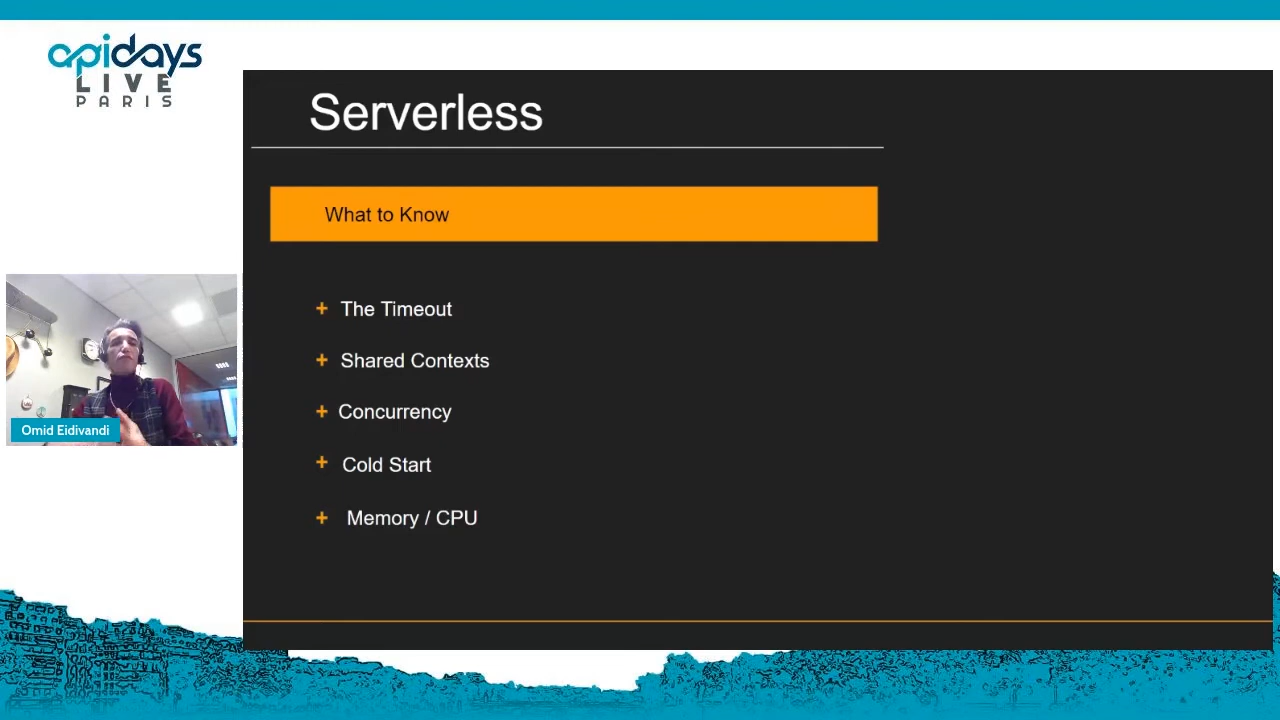 apidays
LIVE
PARIS
Serverless
What to Know
+ The Timeout
+ Shared Contexts
+ Concurrency
+ Cold Start
+ Memory / CPU
Omid Eidivandi